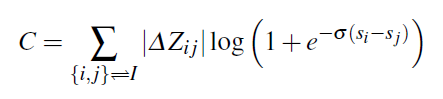 C = ∑_{{i,j}⇌I} |ΔZ_{ij}| log (1 + e^{−σ(s_i−s_j)})